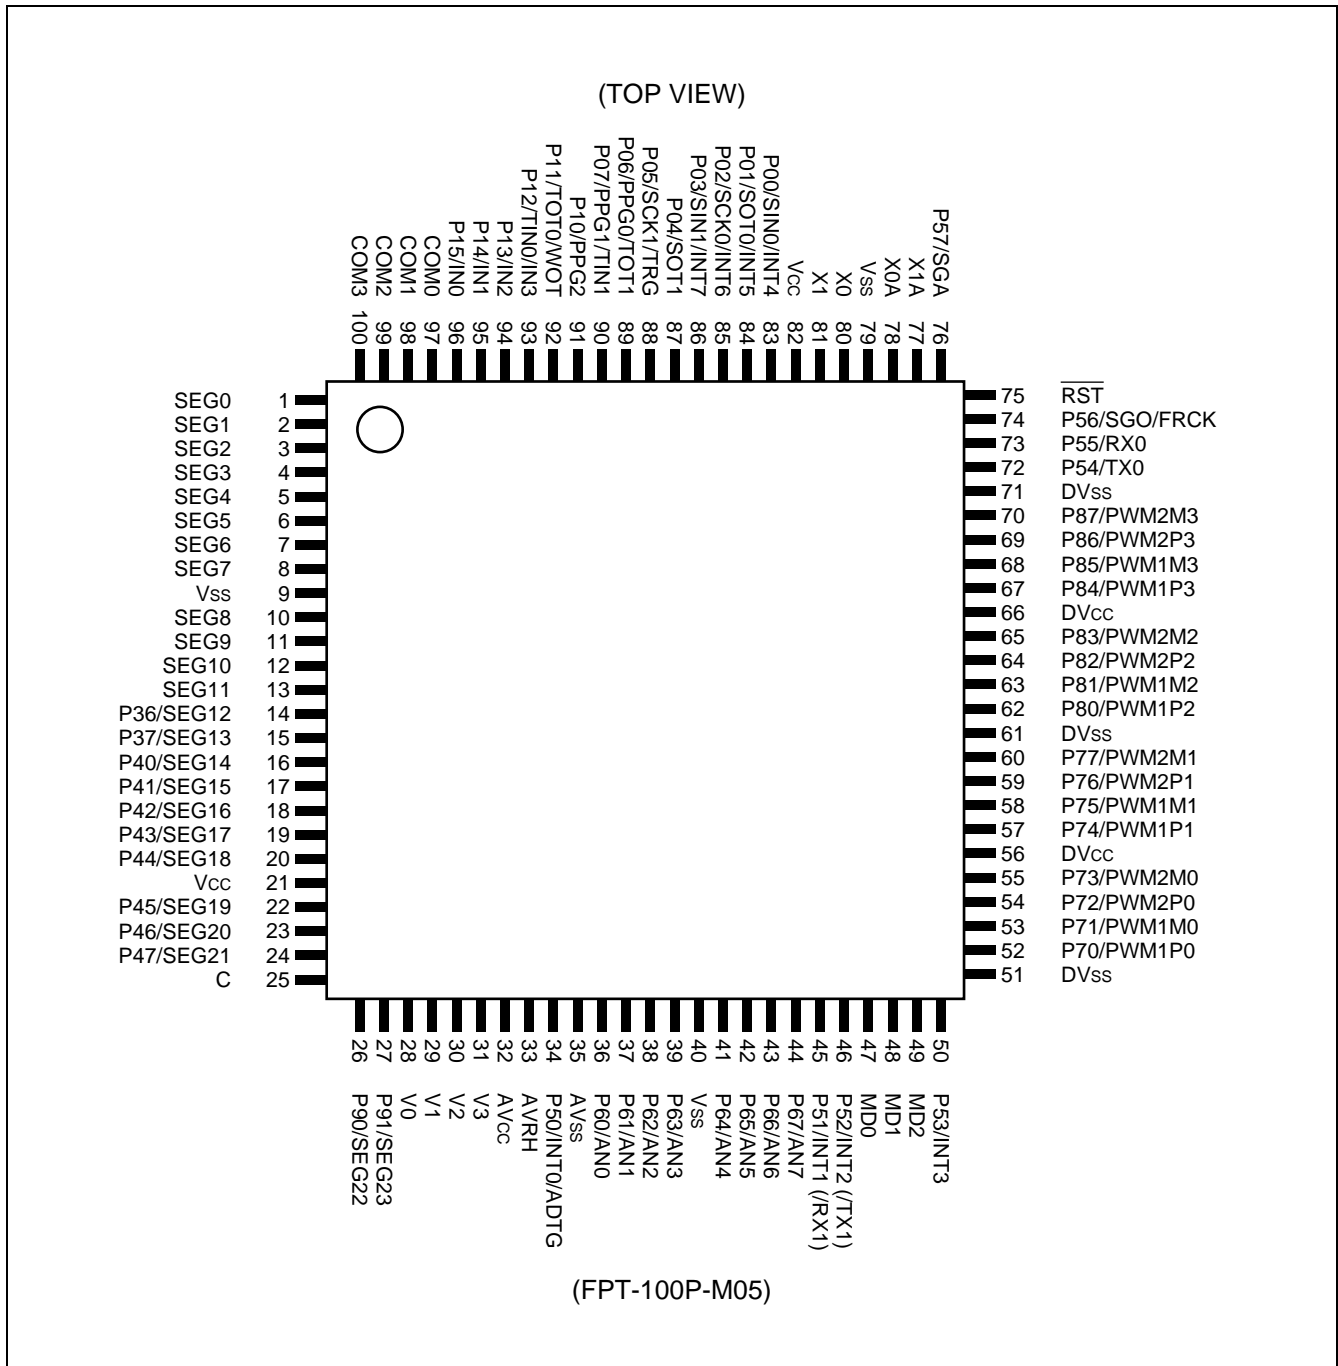 (TOP VIEW)
COM3 100
COM2 99
COM1 98
COM0 97
P15/IN0 96
P14/IN1 95
P13/IN2 94
P12/TIN0/IN3 93
P11/TOT0/WOT 92
P10/PPG2 91
P07/PPG1/TIN1 90
P06/PPG0/TOT1 89
P05/SCK1/TRG 88
P04/SOT1 87
P03/SIN1/INT7 86
P02/SCK0/INT6 85
P01/SOT0/INT5 84
P00/SIN0/INT4 83
Vcc 82
X1 81
X0 80
Vss 79
X0A 78
X1A 77
P57/SGA 76
SEG0 1
SEG1 2
SEG2 3
SEG3 4
SEG4 5
SEG5 6
SEG6 7
SEG7 8
Vss 9
SEG8 10
SEG9 11
SEG10 12
SEG11 13
P36/SEG12 14
P37/SEG13 15
P40/SEG14 16
P41/SEG15 17
P42/SEG16 18
P43/SEG17 19
P44/SEG18 20
Vcc 21
P45/SEG19 22
P46/SEG20 23
P47/SEG21 24
C 25
75 RST
74 P56/SGO/FRCK
73 P55/RX0
72 P54/TX0
71 DVss
70 P87/PWM2M3
69 P86/PWM2P3
68 P85/PWM1M3
67 P84/PWM1P3
66 DVcc
65 P83/PWM2M2
64 P82/PWM2P2
63 P81/PWM1M2
62 P80/PWM1P2
61 DVss
60 P77/PWM2M1
59 P76/PWM2P1
58 P75/PWM1M1
57 P74/PWM1P1
56 DVcc
55 P73/PWM2M0
54 P72/PWM2P0
53 P71/PWM1M0
52 P70/PWM1P0
51 DVss
26 P90/SEG22
27 P91/SEG23
28 V0
29 V1
30 V2
31 V3
32 AVcc
33 AVRH
34 P50/INT0/ADTG
35 AVss
36 P60/AN0
37 P61/AN1
38 P62/AN2
39 P63/AN3
40 Vss
41 P64/AN4
42 P65/AN5
43 P66/AN6
44 P67/AN7
45 P51/INT1 (/RX1)
46 P52/INT2 (/TX1)
47 MD0
48 MD1
49 MD2
50 P53/INT3
(FPT-100P-M05)